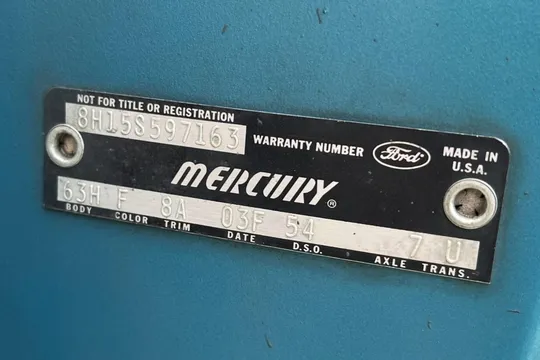 NOT FOR TITLE OR REGISTRATION
8H15S597163 WARRANTY NUMBER Ford MADE IN U.S.A.
MERCURY®
63H F 8A 03F 54 7 U
BODY COLOR TRIM DATE D.S.O. AXLE TRANS.